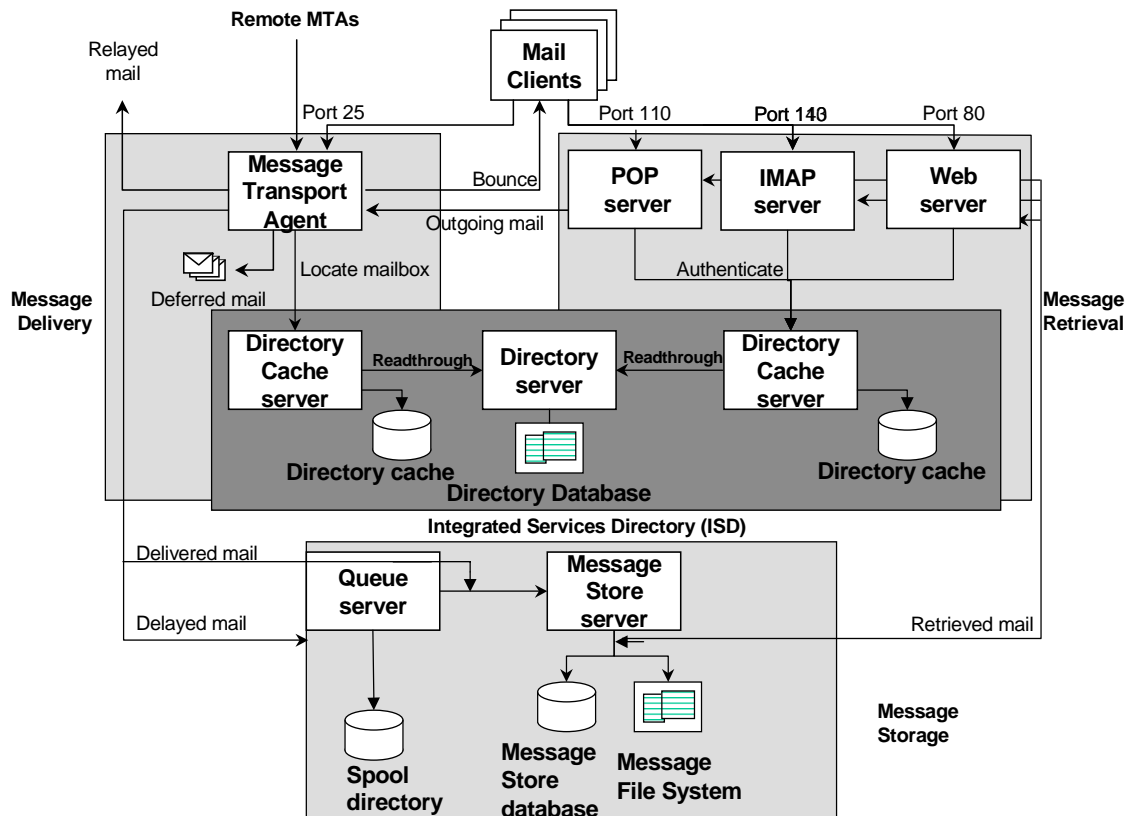 Remote MTAs
Relayed
mail
Mail
Clients
Port 25
Port 110
Port 143
Port 80
Message
Transport
Agent
Bounce
POP
server
IMAP
server
Web
server
Outgoing mail
Locate mailbox
Authenticate
Deferred mail
Message
Delivery
Message
Retrieval
Directory
Cache
server
Readthrough
Directory
server
Readthrough
Directory
Cache
server
Directory cache
Directory Database
Directory cache
Integrated Services Directory (ISD)
Delivered mail
Queue
server
Message
Store
server
Delayed mail
Retrieved mail
Spool
directory
Message
Store
database
Message
File System
Message
Storage